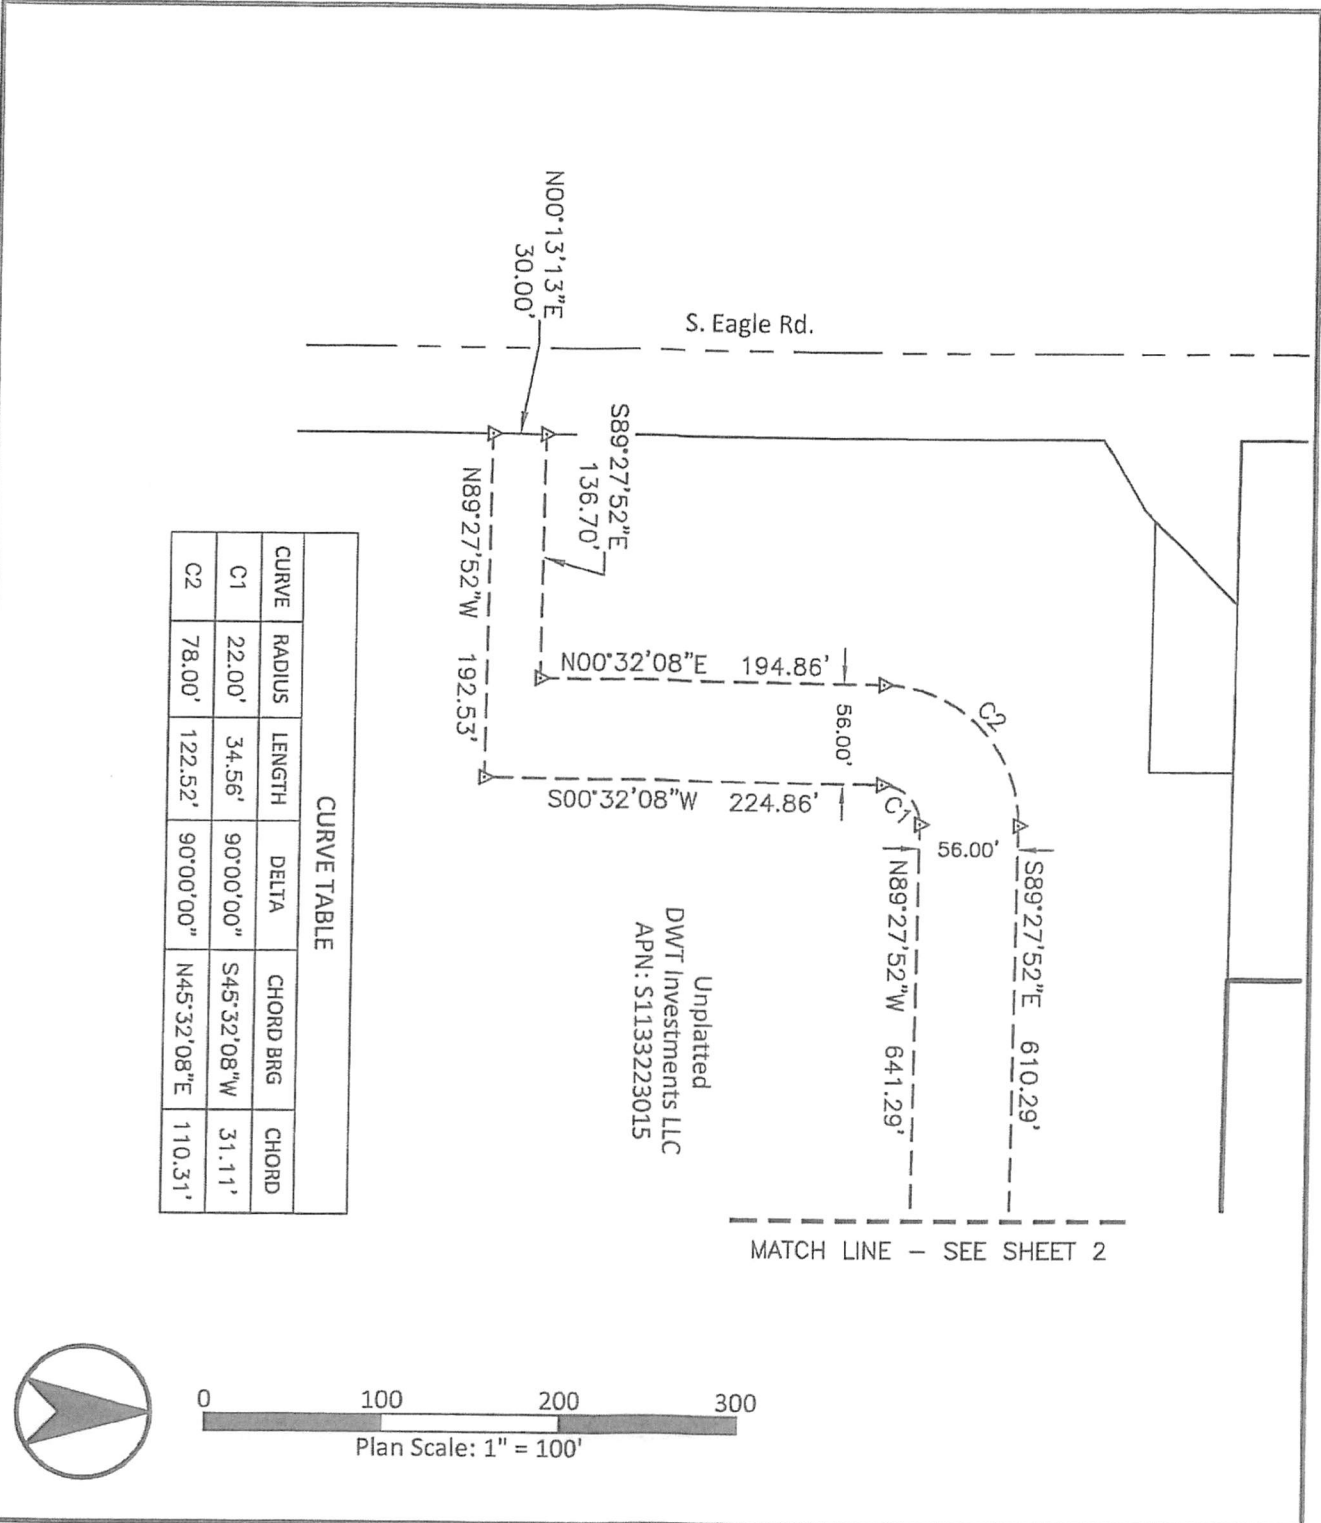 N00°13'13"E
30.00'
S. Eagle Rd.
S89°27'52"E
136.70'
N89°27'52"W 192.53'
N00°32'08"E 194.86'
56.00'
S00°32'08"W 224.86'
C2
C1
56.00'
S89°27'52"E 610.29'
N89°27'52"W 641.29'
Unplatted
DWT Investments LLC
APN: S1133223015
MATCH LINE – SEE SHEET 2
CURVE TABLE
CURVE RADIUS LENGTH DELTA CHORD BRG CHORD
C1 22.00' 34.56' 90°00'00" S45°32'08"W 31.11'
C2 78.00' 122.52' 90°00'00" N45°32'08"E 110.31'
0 100 200 300
Plan Scale: 1" = 100'